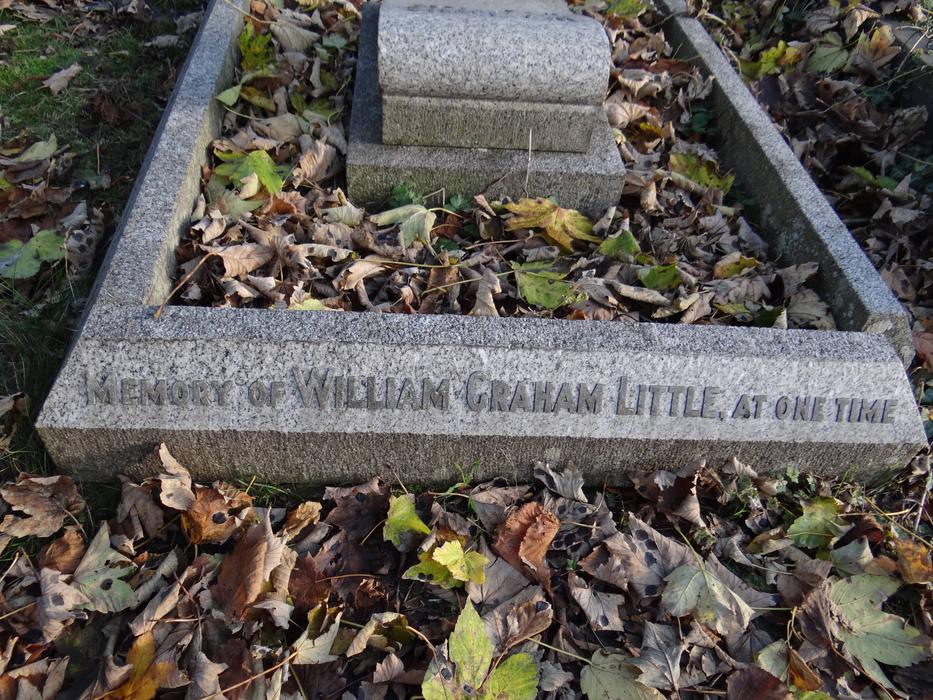 MEMORY OF WILLIAM GRAHAM LITTLE, AT ONE TIME